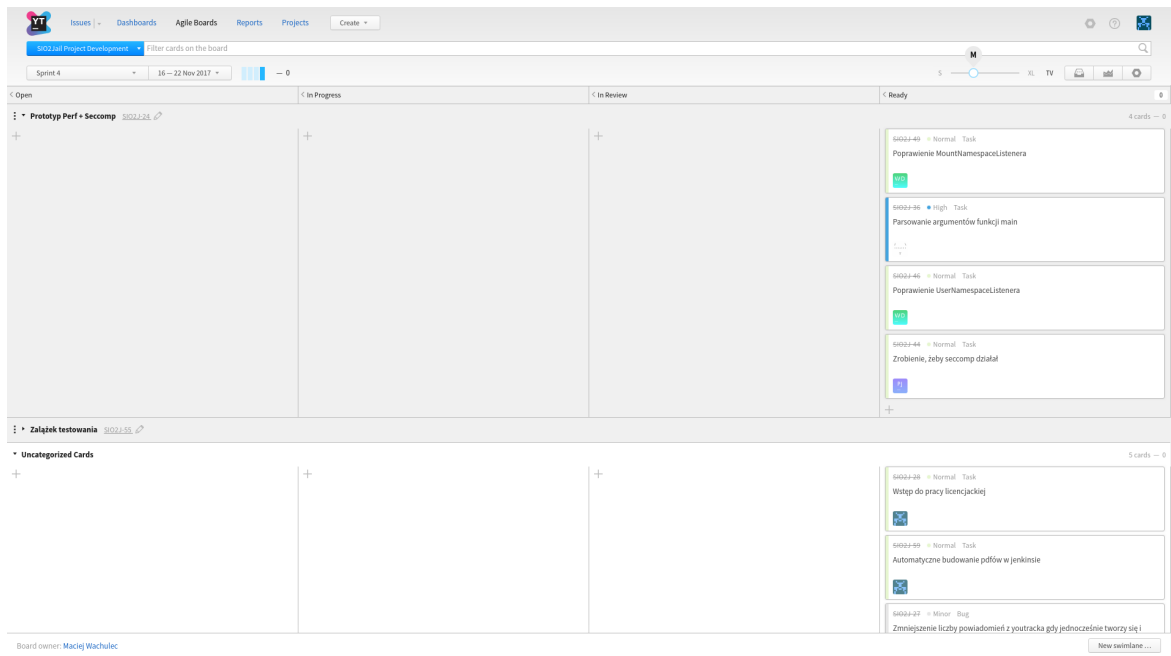 YT
Issues Dashboards Agile Boards Reports Projects Create
SIO2Jail Project Development Filter cards on the board
M
Sprint 4 16 — 22 Nov 2017 — 0 S XL TV
Open In Progress In Review Ready 0
Prototyp Perf + Seccomp SIO2J-24 4 cards — 0
SIO2J-49 Normal Task
Poprawienie MountNamespaceListenera
WO
SIO2J-36 High Task
Parsowanie argumentów funkcji main
SIO2J-46 Normal Task
Poprawienie UserNamespaceListenera
WO
SIO2J-44 Normal Task
Zrobienie, żeby seccomp działał
Zalążek testowania SIO2J-55
Uncategorized Cards 5 cards — 0
SIO2J-28 Normal Task
Wstęp do pracy licencjackiej
SIO2J-59 Normal Task
Automatyczne budowanie pdfów w jenkinsie
SIO2J-27 Minor Bug
Zmniejszenie liczby powiadomień z youtracka gdy jednocześnie tworzy się i
Board owner: Maciej Wachulec New swimlane ...